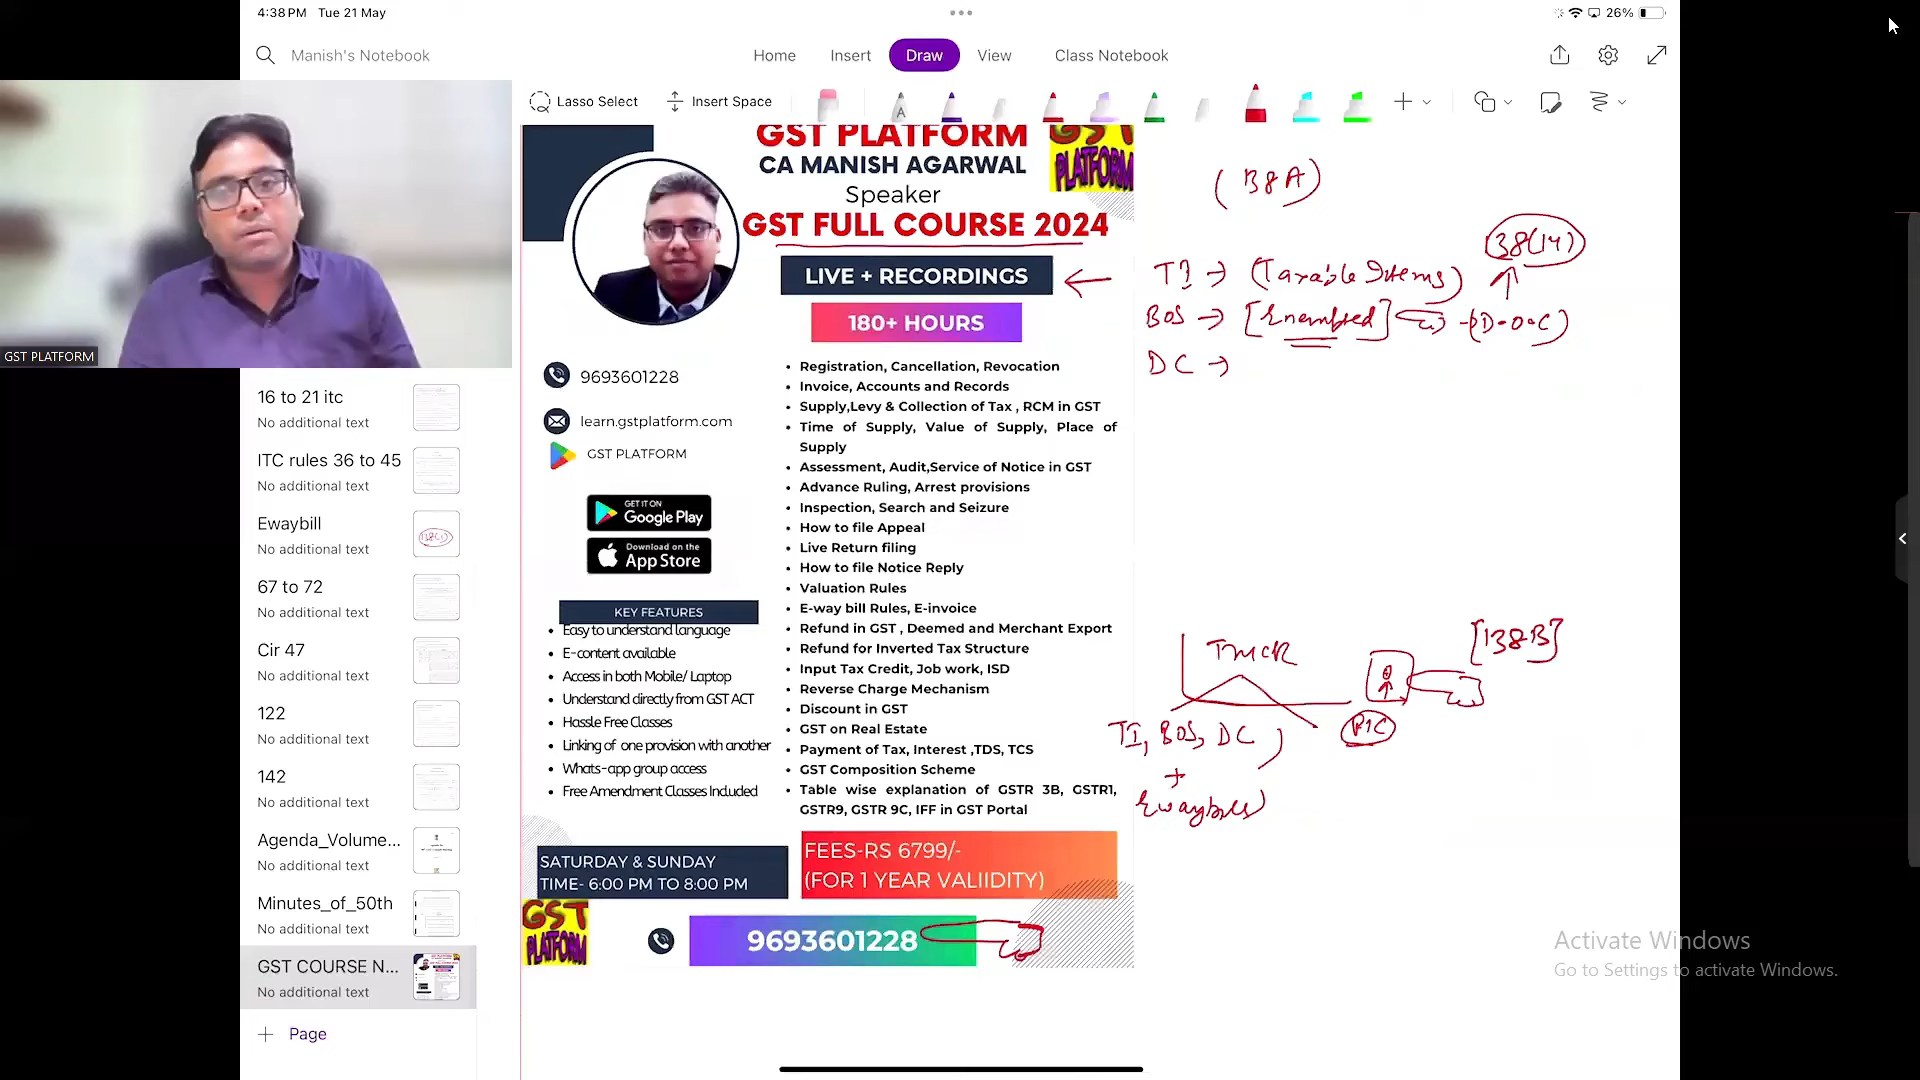 4:38 PM Tue 21 May
26%
Manish's Notebook
Home Insert Draw View Class Notebook
Lasso Select Insert Space
GST PLATFORM
16 to 21 itc
No additional text
ITC rules 36 to 45
No additional text
Ewaybill
No additional text
67 to 72
No additional text
Cir 47
No additional text
122
No additional text
142
No additional text
Agenda_Volume...
No additional text
Minutes_of_50th
No additional text
GST COURSE N...
No additional text
Page
GST PLATFORM
CA MANISH AGARWAL
Speaker
GST FULL COURSE 2024
LIVE + RECORDINGS
180+ HOURS
GST
PLATFORM
9693601228
learn.gstplatform.com
GST PLATFORM
GET IT ON
Google Play
Download on the
App Store
KEY FEATURES
• Easy to understand language
• E-content available
• Access in both Mobile/ Laptop
• Understand directly from GST ACT
• Hassle Free Classes
• Linking of one provision with another
• Whats-app group access
• Free Amendment Classes Included
• Registration, Cancellation, Revocation
• Invoice, Accounts and Records
• Supply,Levy & Collection of Tax , RCM in GST
• Time of Supply, Value of Supply, Place of
Supply
• Assessment, Audit,Service of Notice in GST
• Advance Ruling, Arrest provisions
• Inspection, Search and Seizure
• How to file Appeal
• Live Return filing
• How to file Notice Reply
• Valuation Rules
• E-way bill Rules, E-invoice
• Refund in GST , Deemed and Merchant Export
• Refund for Inverted Tax Structure
• Input Tax Credit, Job work, ISD
• Reverse Charge Mechanism
• Discount in GST
• GST on Real Estate
• Payment of Tax, Interest ,TDS, TCS
• GST Composition Scheme
• Table wise explanation of GSTR 3B, GSTR1,
GSTR9, GSTR 9C, IFF in GST Portal
SATURDAY & SUNDAY
TIME- 6:00 PM TO 8:00 PM
FEES-RS 6799/-
(FOR 1 YEAR VALIIDITY)
GST
PLATFORM
9693601228
(138A)
138(14)
TI → (Taxable Items)
BOS → [Exempted]
DC →
Truck
[138B]
TI, BOS, DC
+
Ewaybill
Activate Windows
Go to Settings to activate Windows.